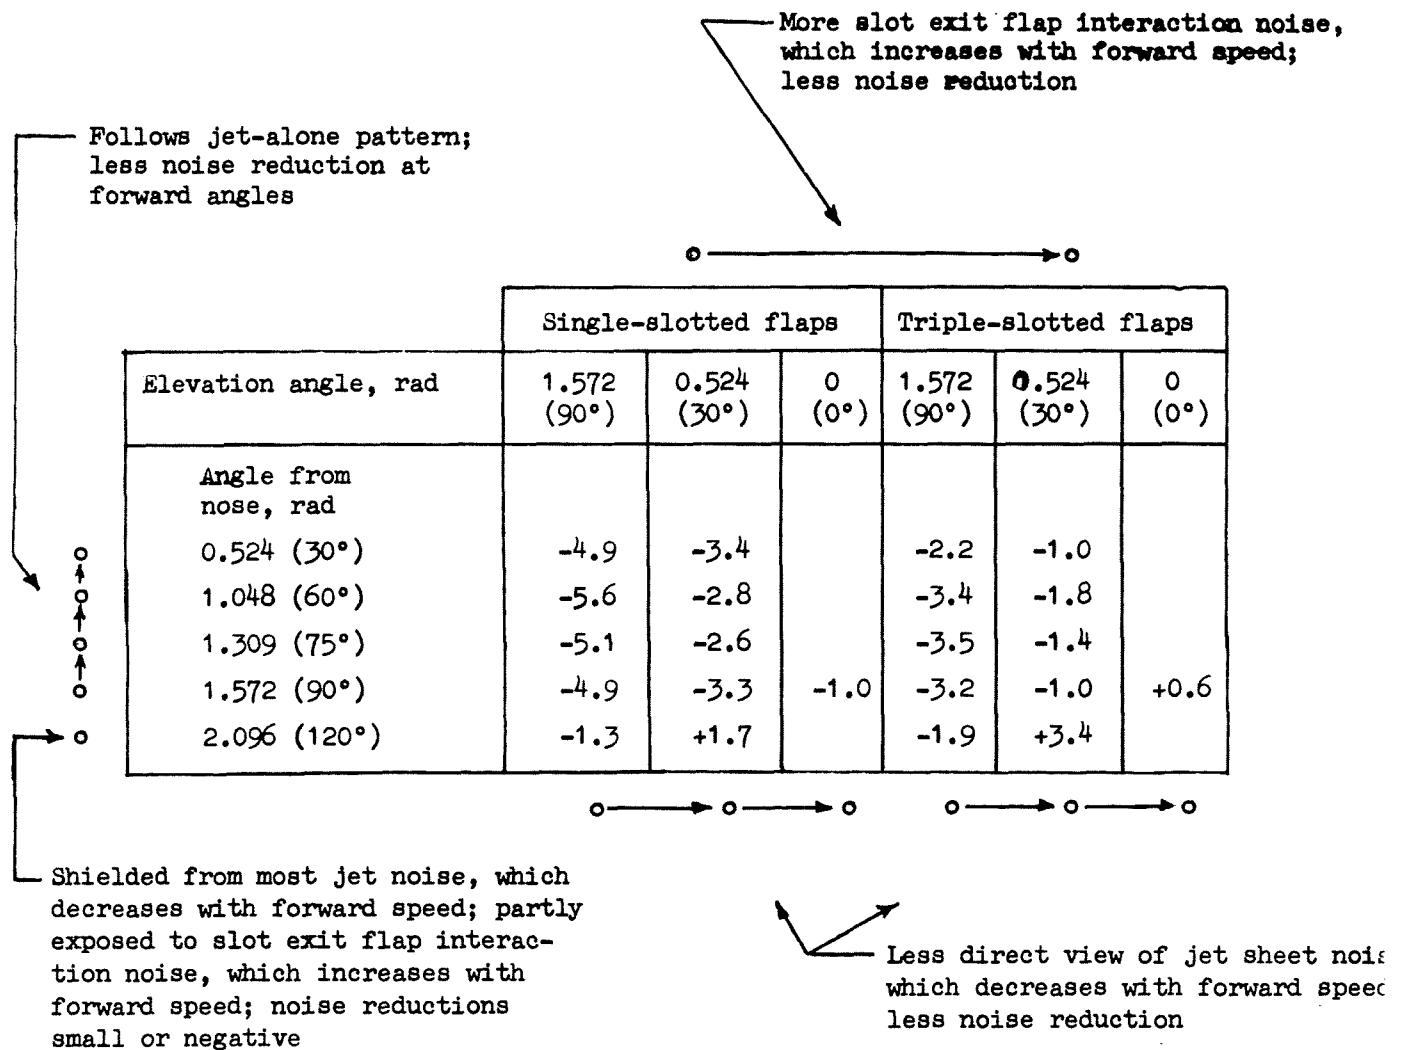 More slot exit flap interaction noise,
which increases with forward speed;
less noise reduction
Follows jet-alone pattern;
less noise reduction at
forward angles
Single-slotted flaps Triple-slotted flaps
Elevation angle, rad 1.572 0.524 0 1.572 0.524 0
(90°) (30°) (0°) (90°) (30°) (0°)
Angle from
nose, rad
0.524 (30°) -4.9 -3.4 -2.2 -1.0
1.048 (60°) -5.6 -2.8 -3.4 -1.8
1.309 (75°) -5.1 -2.6 -3.5 -1.4
1.572 (90°) -4.9 -3.3 -1.0 -3.2 -1.0 +0.6
2.096 (120°) -1.3 +1.7 -1.9 +3.4
Shielded from most jet noise, which
decreases with forward speed; partly
exposed to slot exit flap interac-
tion noise, which increases with
forward speed; noise reductions
small or negative
Less direct view of jet sheet
which decreases with forward
less noise reduction